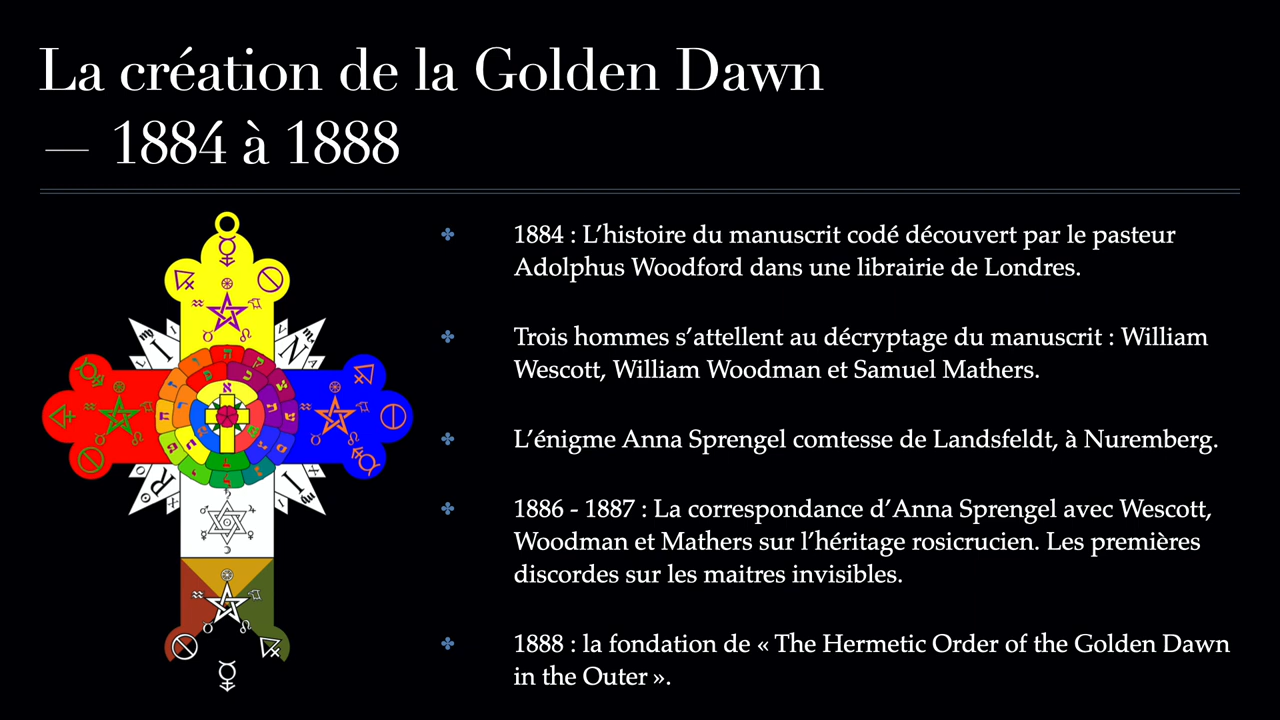 La création de la Golden Dawn
— 1884 à 1888
1884 : L’histoire du manuscrit codé découvert par le pasteur
Adolphus Woodford dans une librairie de Londres.
Trois hommes s’attellent au décryptage du manuscrit : William
Wescott, William Woodman et Samuel Mathers.
L’énigme Anna Sprengel comtesse de Landsfeldt, à Nuremberg.
1886 - 1887 : La correspondance d’Anna Sprengel avec Wescott,
Woodman et Mathers sur l’héritage rosicrucien. Les premières
discordes sur les maitres invisibles.
1888 : la fondation de « The Hermetic Order of the Golden Dawn
in the Outer ».